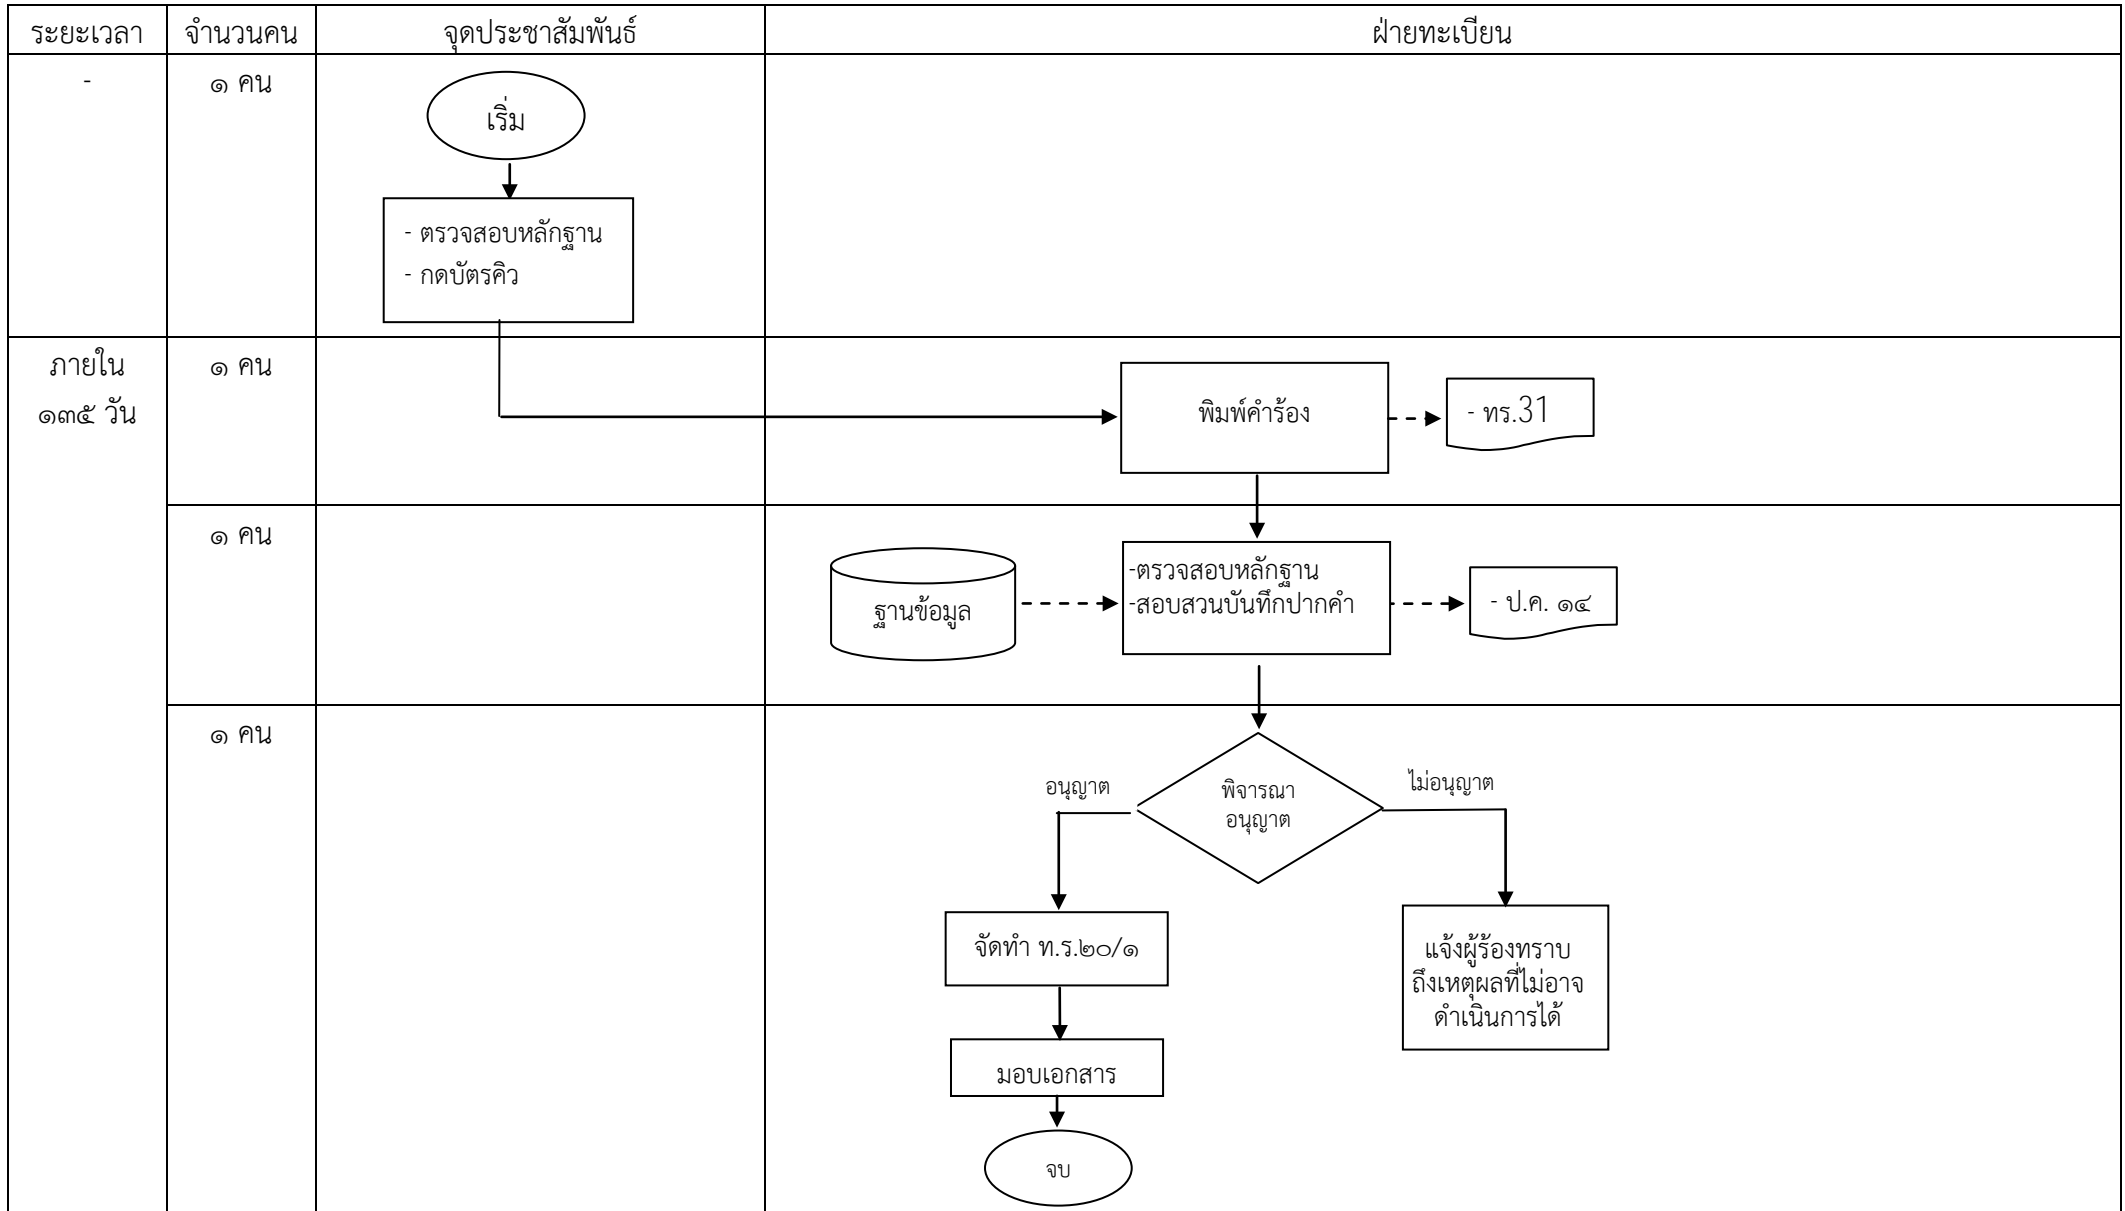 ระยะเวลา
จำนวนคน
จุดประชาสัมพันธ์
ฝ่ายทะเบียน
-
๑ คน
เริ่ม
- ตรวจสอบหลักฐาน
- กดบัตรคิว
ภายใน
๑๓๕ วัน
๑ คน
พิมพ์คำร้อง
- ทร.31
๑ คน
ฐานข้อมูล
-ตรวจสอบหลักฐาน
-สอบสวนบันทึกปากคำ
- ป.ค. ๑๔
๑ คน
อนุญาต
พิจารณา
อนุญาต
ไม่อนุญาต
จัดทำ ท.ร.๒๐/๑
แจ้งผู้ร้องทราบ
ถึงเหตุผลที่ไม่อาจ
ดำเนินการได้
มอบเอกสาร
จบ